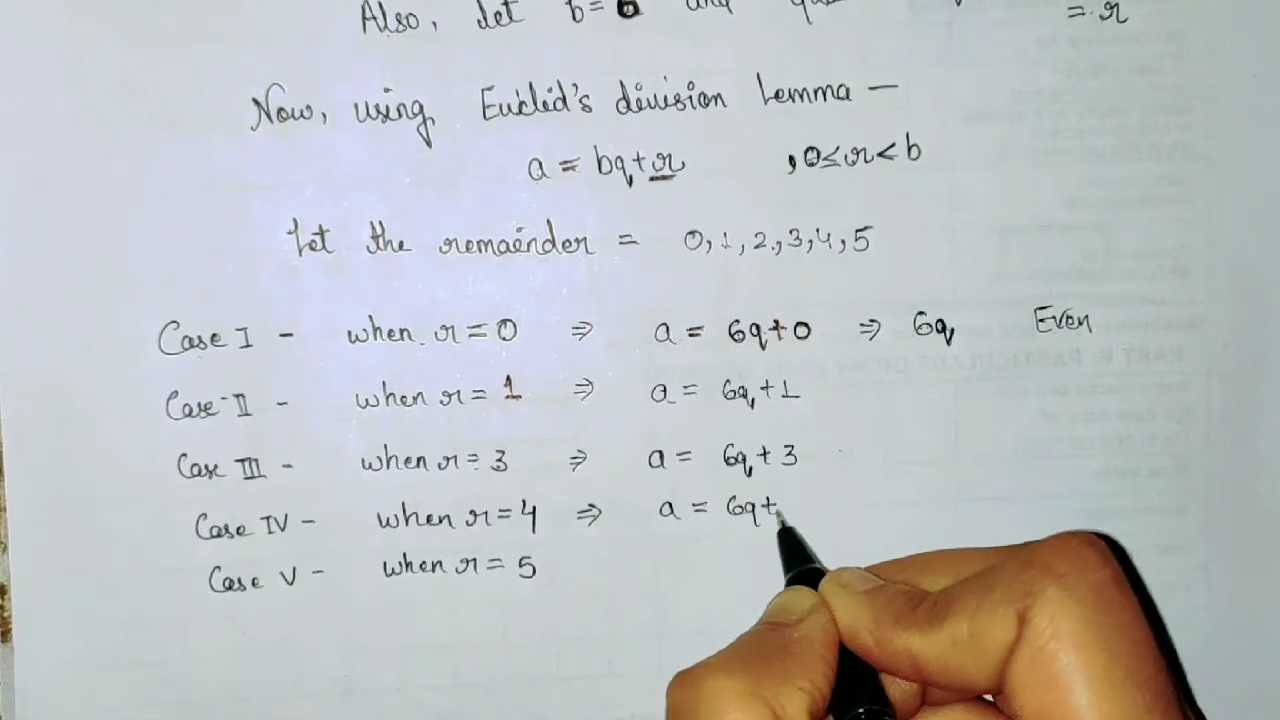 Also, let b=6 and = r
Now, using Euclid's division Lemma —
a = bq+r , 0≤r<b
Let the remainder = 0, 1, 2, 3, 4, 5
Case I - when r=0 ⇒ a = 6q+0 ⇒ 6q Even
Case II - when r= 1 ⇒ a = 6q+1
Case III - when r= 3 ⇒ a = 6q+3
Case IV - when r=4 ⇒ a = 6q+
Case V - when r= 5